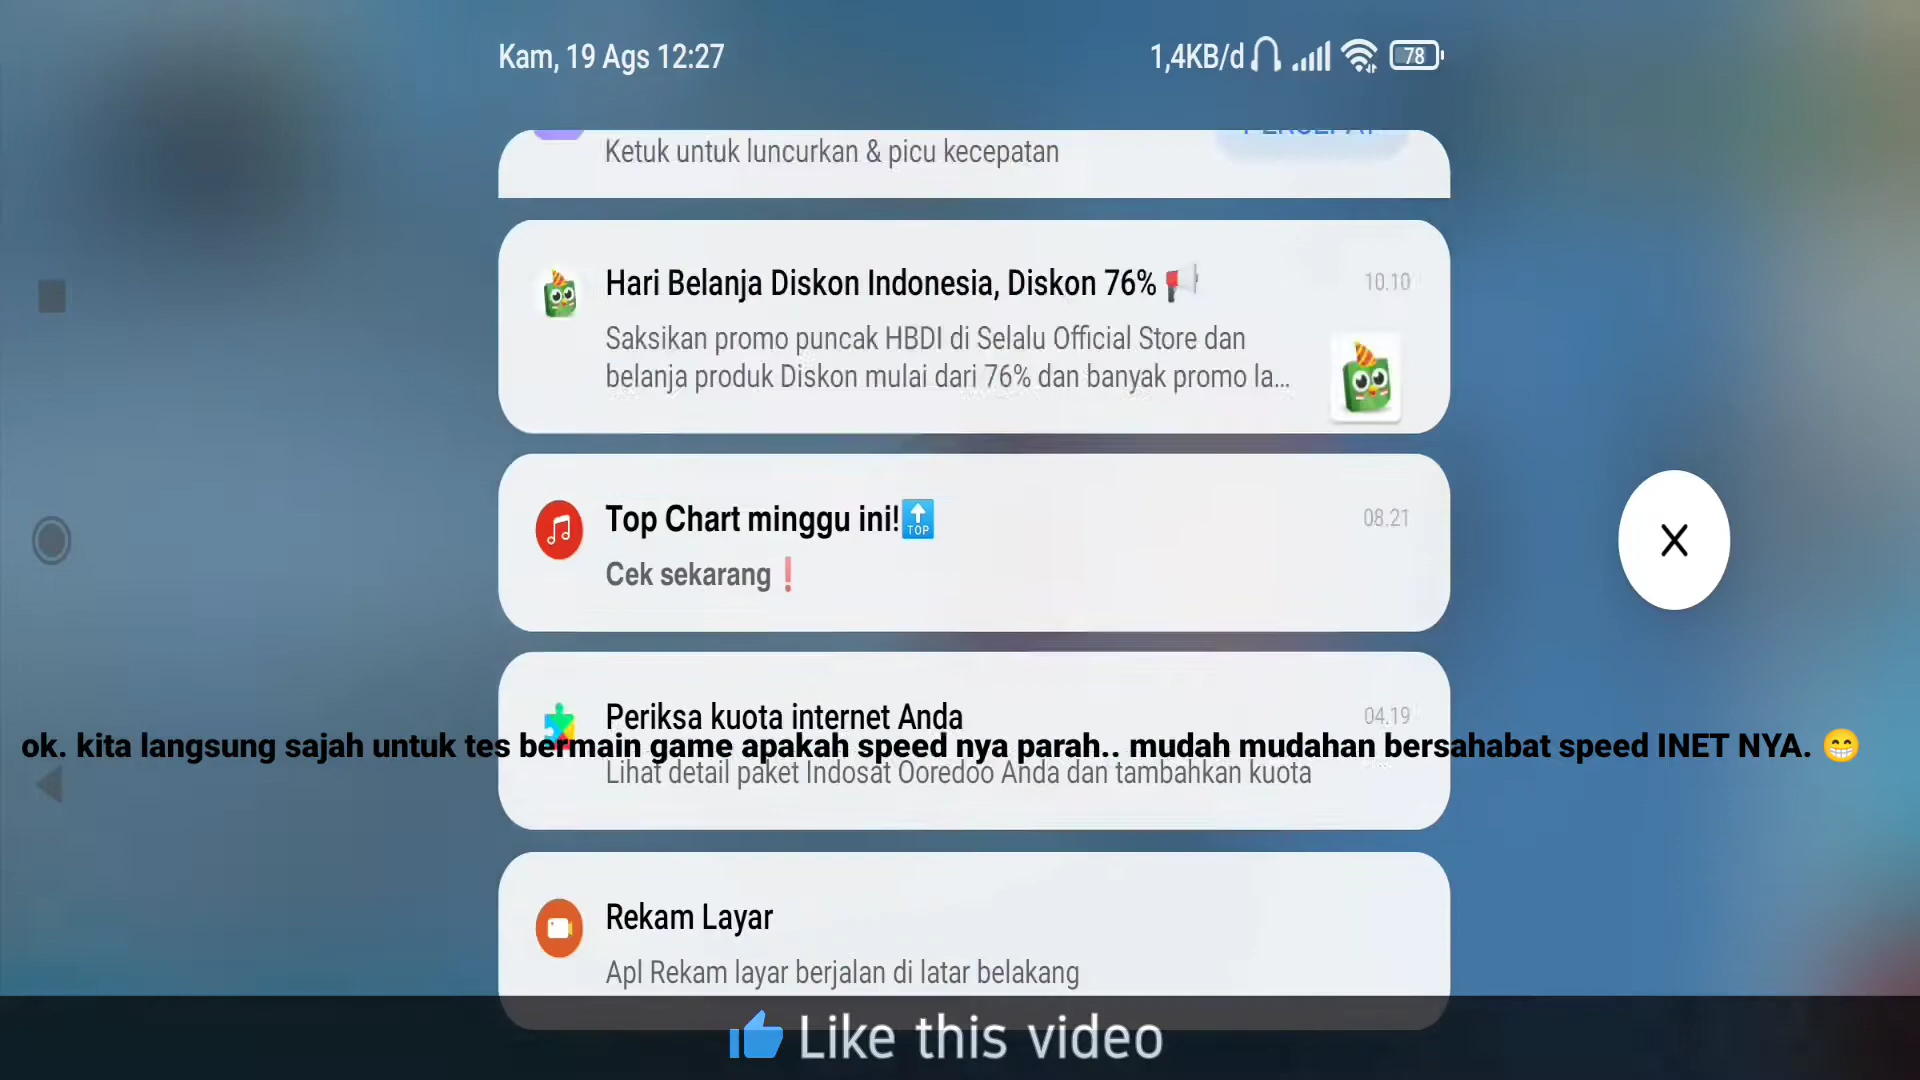 Kam, 19 Ags 12:27
1,4KB/d
78
Ketuk untuk luncurkan & picu kecepatan
Hari Belanja Diskon Indonesia, Diskon 76%
10.10
Saksikan promo puncak HBDI di Selalu Official Store dan
belanja produk Diskon mulai dari 76% dan banyak promo la...
Top Chart minggu ini!🔝
08.21
Cek sekarang❗
Periksa kuota internet Anda
04.19
ok. kita langsung sajah untuk tes bermain game apakah speed nya parah.. mudah mudahan bersahabat speed INET NYA. 😁
Lihat detail paket Indosat Ooredoo Anda dan tambahkan kuota
Rekam Layar
Apl Rekam layar berjalan di latar belakang
Like this video